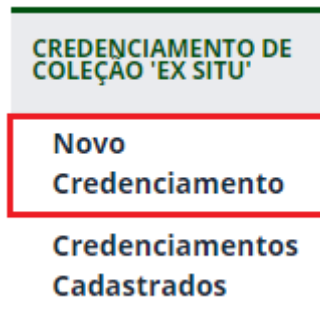 CREDENCIAMENTO DE
COLEÇÃO 'EX SITU'
Novo
Credenciamento
Credenciamentos
Cadastrados